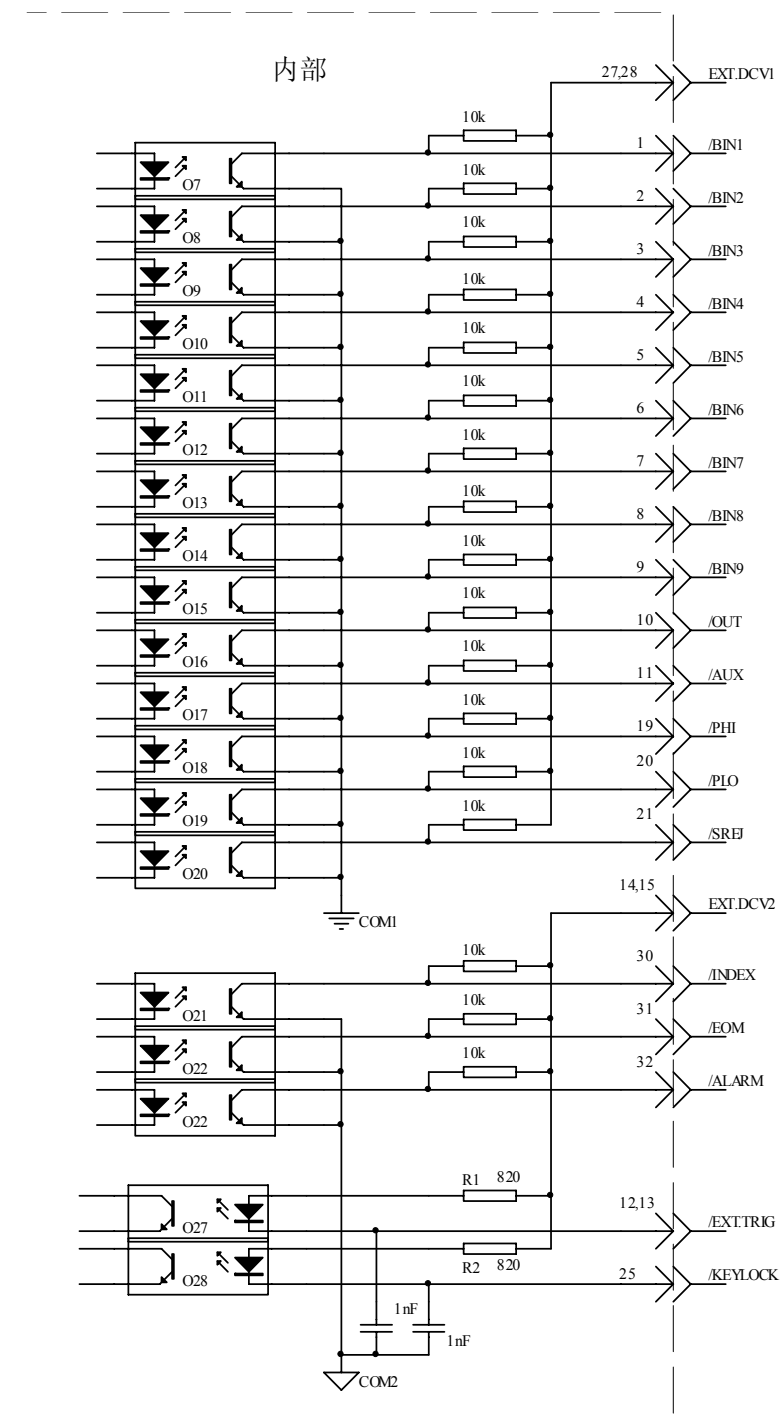 内部
27,28 EXT.DCV1
10k
1 /BIN1
O7
10k
2 /BIN2
O8
10k
3 /BIN3
O9
10k
4 /BIN4
O10
10k
5 /BIN5
O11
10k
6 /BIN6
O12
10k
7 /BIN7
O13
10k
8 /BIN8
O14
10k
9 /BIN9
O15
10k
10 /OUT
O16
10k
11 /AUX
O17
10k
19 /PHI
O18
10k
20 /PLO
O19
10k
21 /SREJ
O20
14,15 EXT.DCV2
COM1
10k
30 /INDEX
O21
10k
31 /EOM
O22
10k
32 /ALARM
O22
R1 820
12,13 /EXT.TRIG
O27
R2 820
25 /KEYLOCK
O28
1nF
1nF
COM2